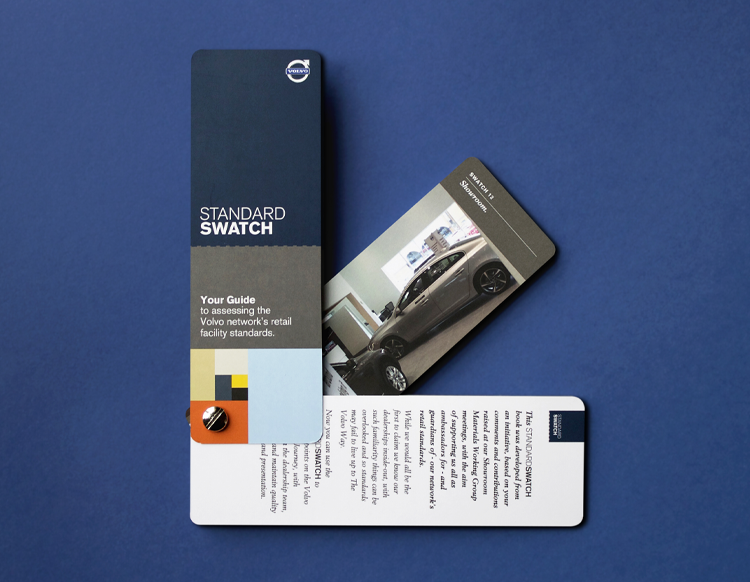 VOLVO
STANDARD
SWATCH
Your Guide
to assessing the
Volvo network's retail
facility standards.
SWATCH 12
Showroom.
STANDARD
SWATCH
This STANDARDSWATCH
book was developed from
an initiative, based on your
comments and contributions
raised at our Showroom
Materials Working Group
meetings, with the aim
of supporting us all as
ambassadors for - and
guardians of - our network's
retail standards.
While we would all be the
first to claim we know our
dealerships inside-out, with
such familiarity things can be
overlooked and as standards
may fail to live up to The
Volvo Way.
Now you can use the
SWATCH to
points on the Volvo
journey, with
the dealership team,
and maintain quality
and presentation.